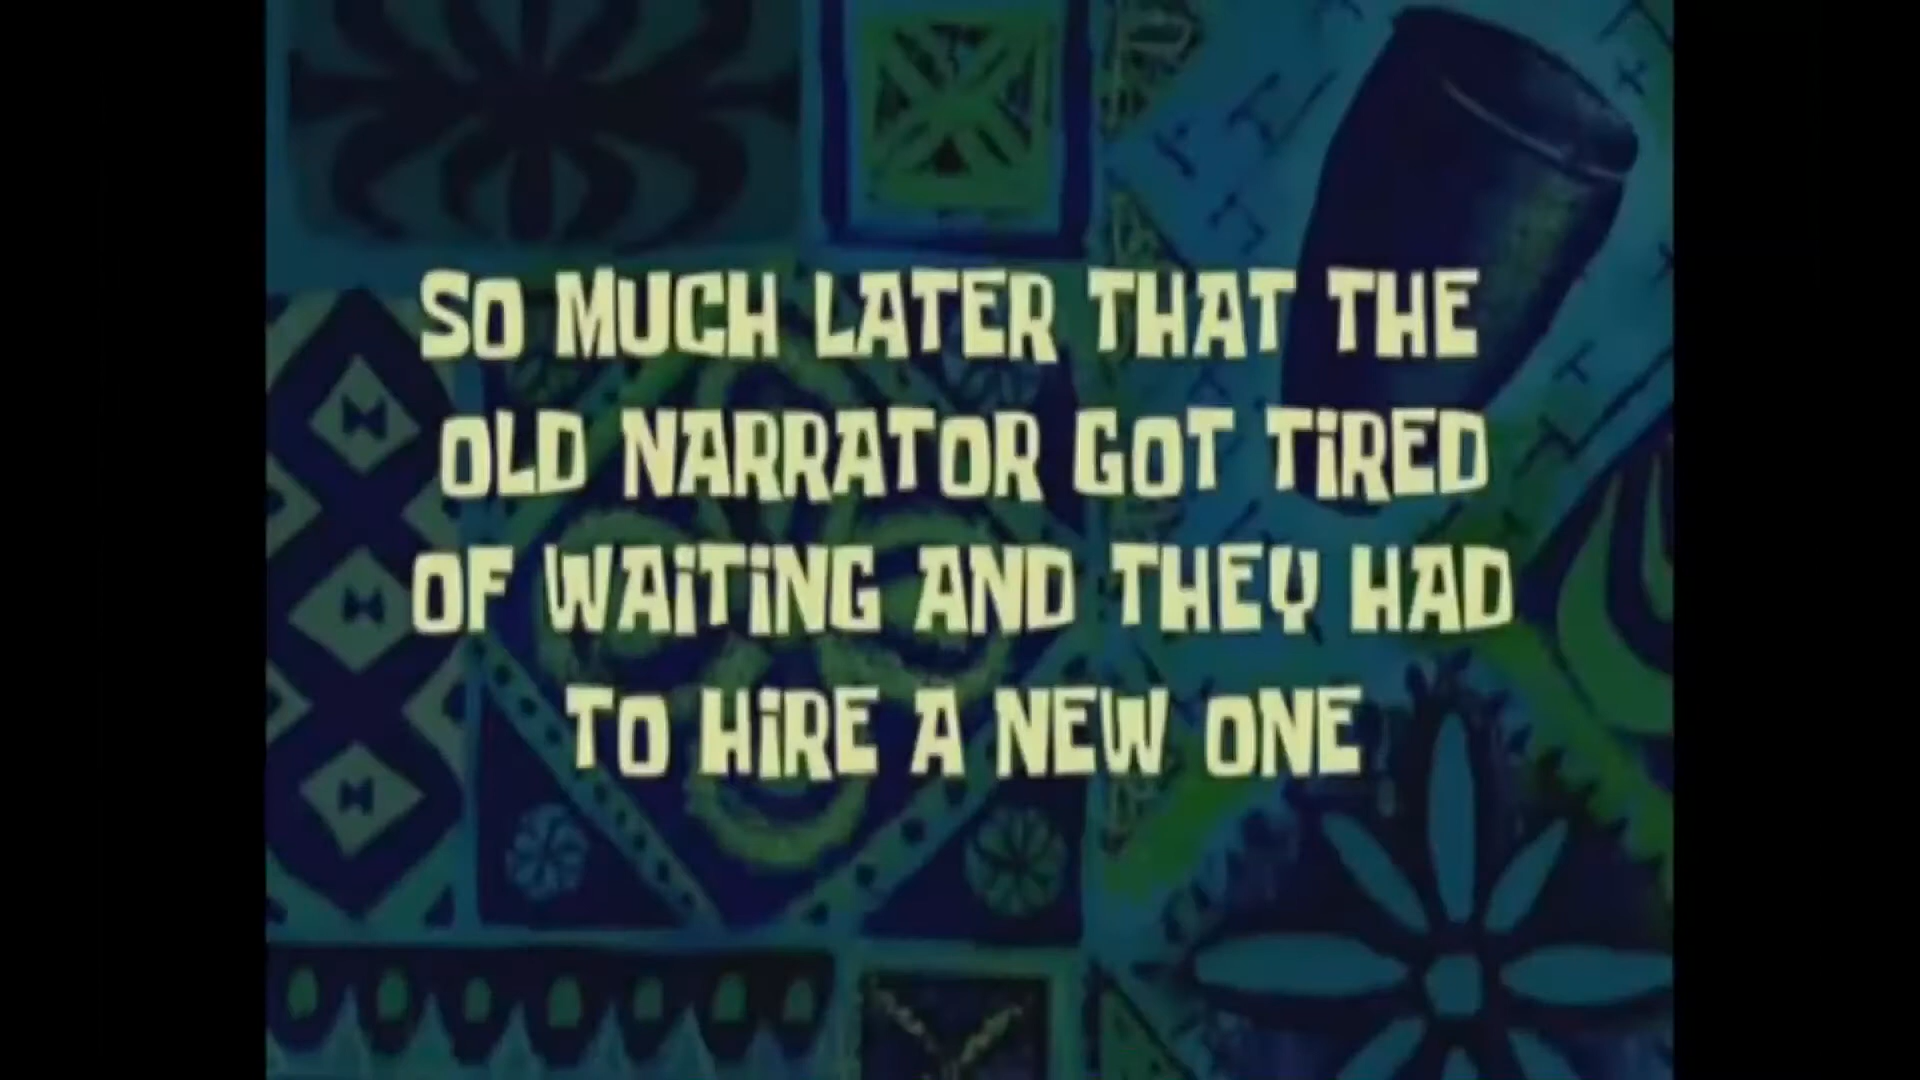 SO MUCH LATER THAT THE
OLD NARRATOR GOT TiRED
OF WAiTiNG AND THEY HAD
TO HiRE A NEW ONE